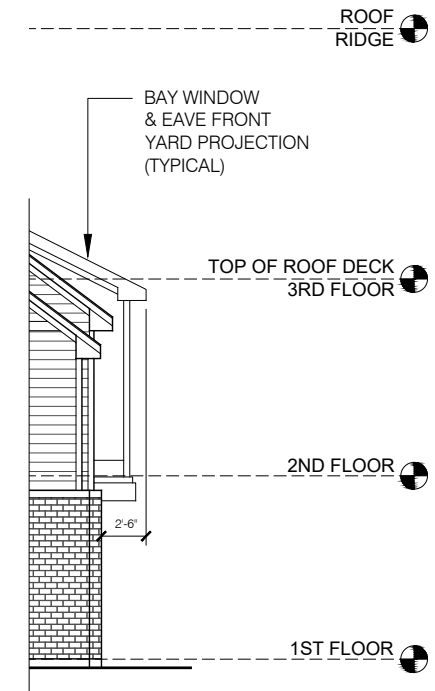 ROOF
RIDGE
BAY WINDOW
& EAVE FRONT
YARD PROJECTION
(TYPICAL)
TOP OF ROOF DECK
3RD FLOOR
2ND FLOOR
2'-6"
1ST FLOOR